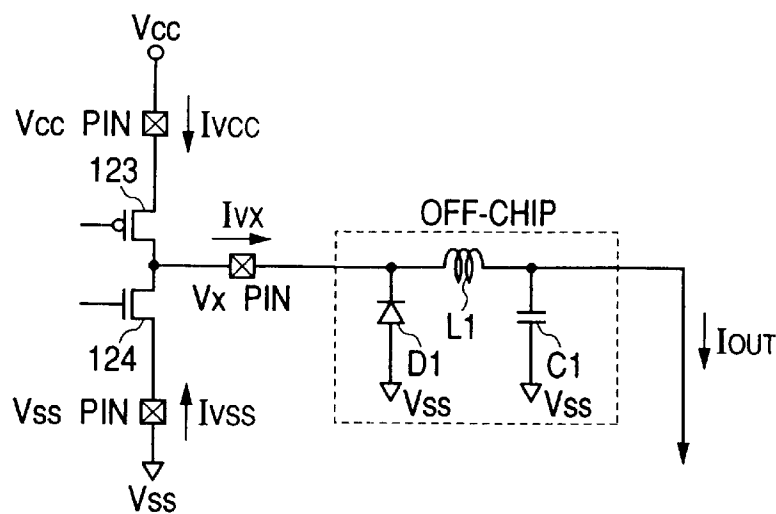 Vcc
Vcc PIN
IVCC
123
IVX
OFF-CHIP
Vx PIN
L1
124
D1
C1
IOUT
Vss PIN
IVSS
Vss
Vss
Vss